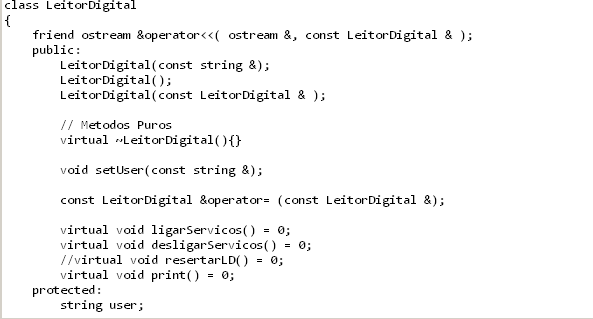 class LeitorDigital
{
    friend ostream &operator<<( ostream &, const LeitorDigital & );
    public:
        LeitorDigital(const string &);
        LeitorDigital();
        LeitorDigital(const LeitorDigital & );
        // Metodos Puros
        virtual ~LeitorDigital(){}
        void setUser(const string &);
        const LeitorDigital &operator= (const LeitorDigital &);
        virtual void ligarServicos() = 0;
        virtual void desligarServicos() = 0;
        //virtual void resertarLD() = 0;
        virtual void print() = 0;
    protected:
        string user;